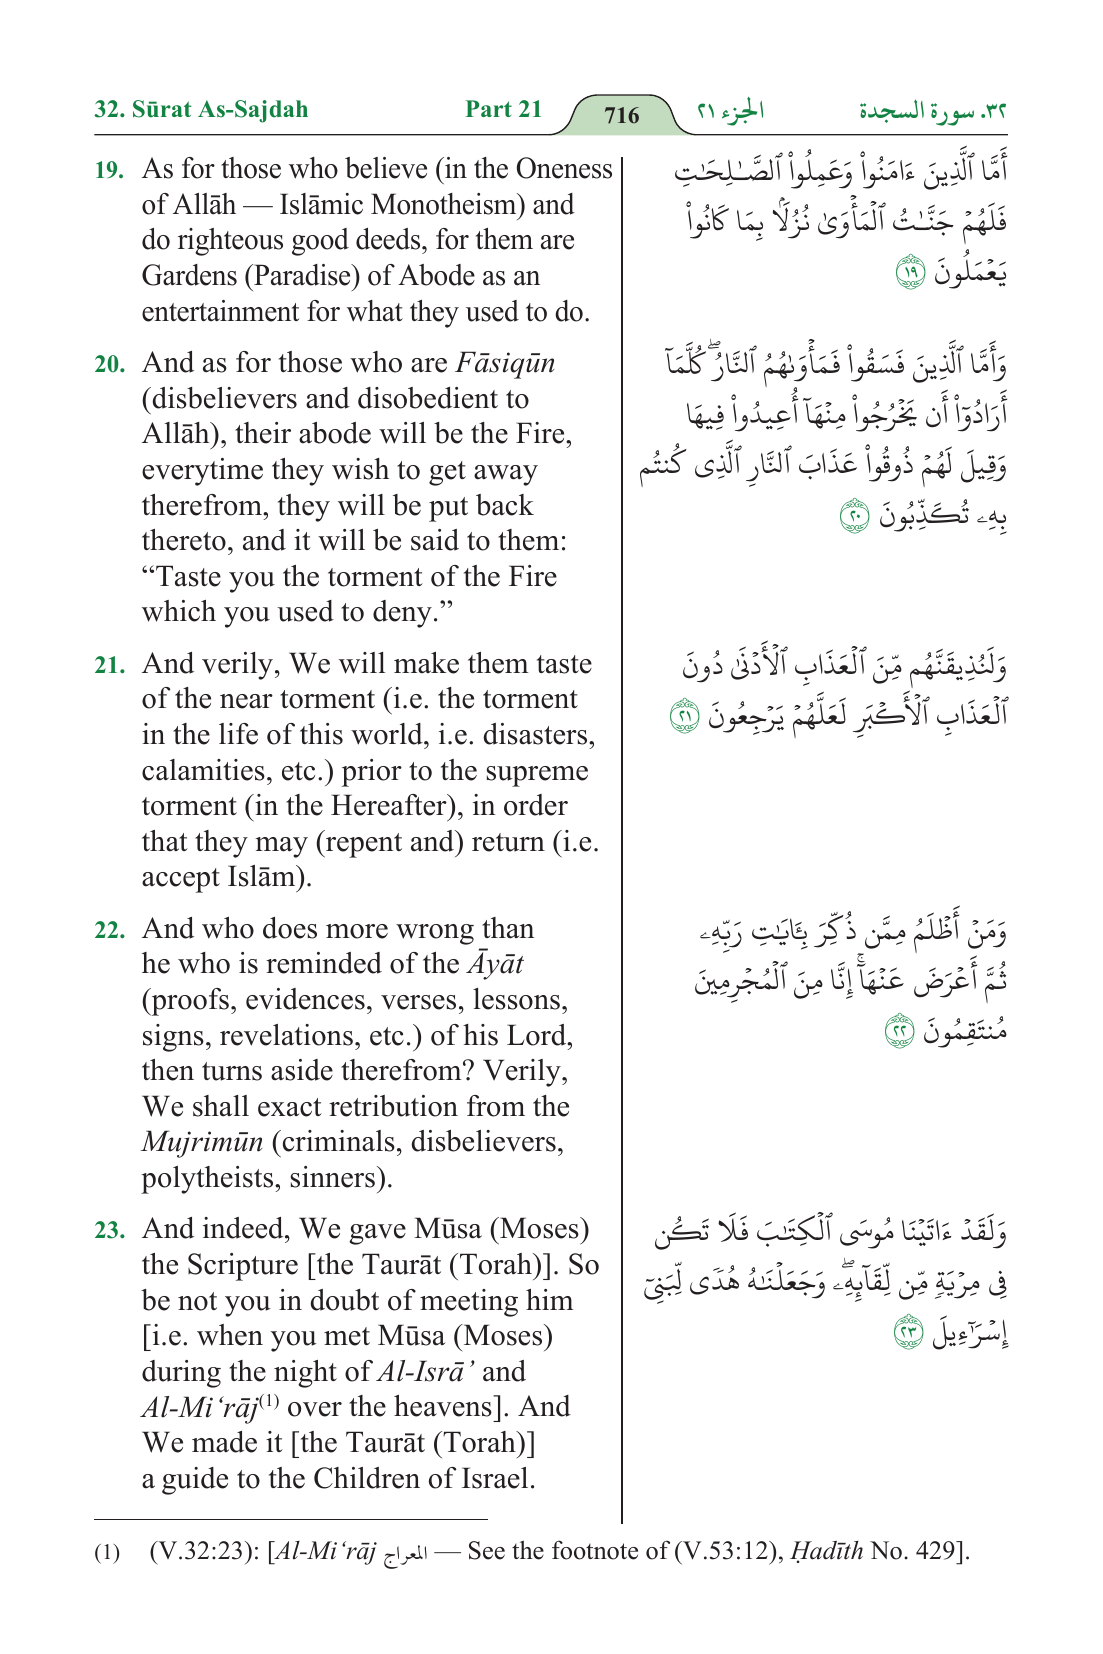 32. Sūrat As-Sajdah Part 21 716 الجزء ٢١ ٣٢. سورة السجدة
19. As for those who believe (in the Oneness
of Allāh — Islāmic Monotheism) and
do righteous good deeds, for them are
Gardens (Paradise) of Abode as an
entertainment for what they used to do.
أَمَّا ٱلَّذِينَ ءَامَنُوا۟ وَعَمِلُوا۟ ٱلصَّـٰلِحَـٰتِ
فَلَهُمْ جَنَّـٰتُ ٱلْمَأْوَىٰ نُزُلًۢا بِمَا كَانُوا۟
يَعْمَلُونَ ١٩
20. And as for those who are Fāsiqūn
(disbelievers and disobedient to
Allāh), their abode will be the Fire,
everytime they wish to get away
therefrom, they will be put back
thereto, and it will be said to them:
“Taste you the torment of the Fire
which you used to deny.”
وَأَمَّا ٱلَّذِينَ فَسَقُوا۟ فَمَأْوَىٰهُمُ ٱلنَّارُ ۖ كُلَّمَآ
أَرَادُوٓا۟ أَن يَخْرُجُوا۟ مِنْهَآ أُعِيدُوا۟ فِيهَا
وَقِيلَ لَهُمْ ذُوقُوا۟ عَذَابَ ٱلنَّارِ ٱلَّذِى كُنتُم
بِهِۦ تُكَذِّبُونَ ٢٠
21. And verily, We will make them taste
of the near torment (i.e. the torment
in the life of this world, i.e. disasters,
calamities, etc.) prior to the supreme
torment (in the Hereafter), in order
that they may (repent and) return (i.e.
accept Islām).
وَلَنُذِيقَنَّهُم مِّنَ ٱلْعَذَابِ ٱلْأَدْنَىٰ دُونَ
ٱلْعَذَابِ ٱلْأَكْبَرِ لَعَلَّهُمْ يَرْجِعُونَ ٢١
22. And who does more wrong than
he who is reminded of the Āyāt
(proofs, evidences, verses, lessons,
signs, revelations, etc.) of his Lord,
then turns aside therefrom? Verily,
We shall exact retribution from the
Mujrimūn (criminals, disbelievers,
polytheists, sinners).
وَمَنْ أَظْلَمُ مِمَّن ذُكِّرَ بِـَٔايَـٰتِ رَبِّهِۦ
ثُمَّ أَعْرَضَ عَنْهَآ ۚ إِنَّا مِنَ ٱلْمُجْرِمِينَ
مُنتَقِمُونَ ٢٢
23. And indeed, We gave Mūsa (Moses)
the Scripture [the Taurāt (Torah)]. So
be not you in doubt of meeting him
[i.e. when you met Mūsa (Moses)
during the night of Al-Isrā’ and
Al-Mi‘rāj(1) over the heavens]. And
We made it [the Taurāt (Torah)]
a guide to the Children of Israel.
وَلَقَدْ ءَاتَيْنَا مُوسَى ٱلْكِتَـٰبَ فَلَا تَكُن
فِى مِرْيَةٍ مِّن لِّقَآئِهِۦ ۖ وَجَعَلْنَـٰهُ هُدًى لِّبَنِىٓ
إِسْرَٰٓءِيلَ ٢٣
(1) (V.32:23): [Al-Mi‘rāj المعراج — See the footnote of (V.53:12), Ḥadīth No. 429].